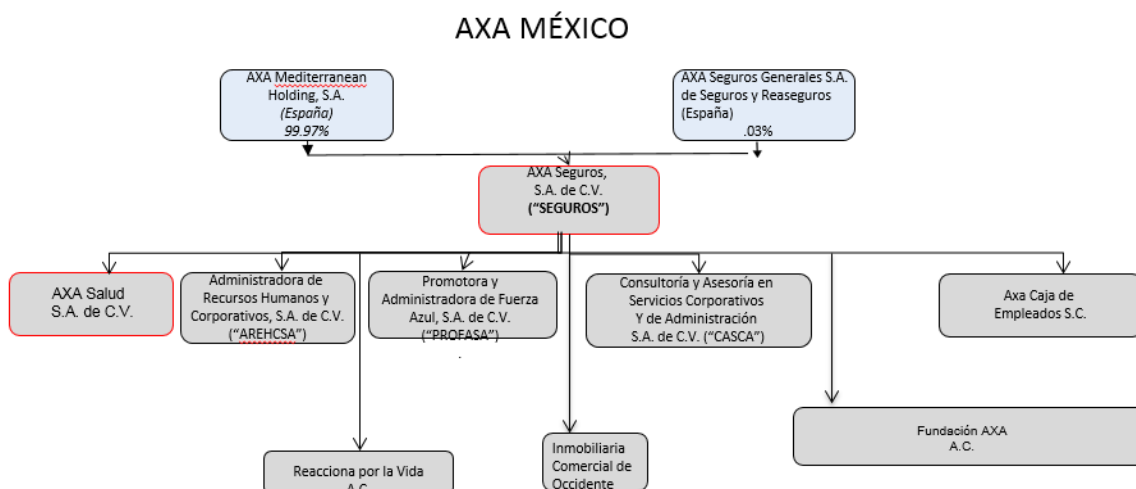 AXA MÉXICO
AXA Mediterranean
Holding, S.A.
(España)
99.97%
AXA Seguros Generales S.A.
de Seguros y Reaseguros
(España)
.03%
AXA Seguros,
S.A. de C.V.
(“SEGUROS”)
AXA Salud
S.A. de C.V.
Administradora de
Recursos Humanos y
Corporativos, S.A. de C.V.
(“AREHCSA”)
Promotora y
Administradora de Fuerza
Azul, S.A. de C.V.
(“PROFASA”)
.
Consultoría y Asesoría en
Servicios Corporativos
Y de Administración
S.A. de C.V. (“CASCA”)
Axa Caja de
Empleados S.C.
Reacciona por la Vida
A.C.
Inmobiliaria
Comercial de
Occidente
Fundación AXA
A.C.